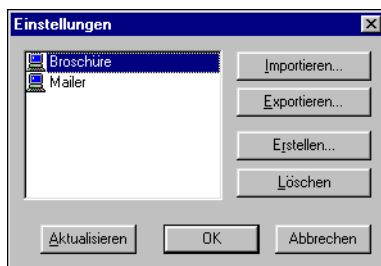 Einstellungen
Broschüre
Mailer
Importieren...
Exportieren...
Erstellen...
Löschen
Aktualisieren
OK
Abbrechen